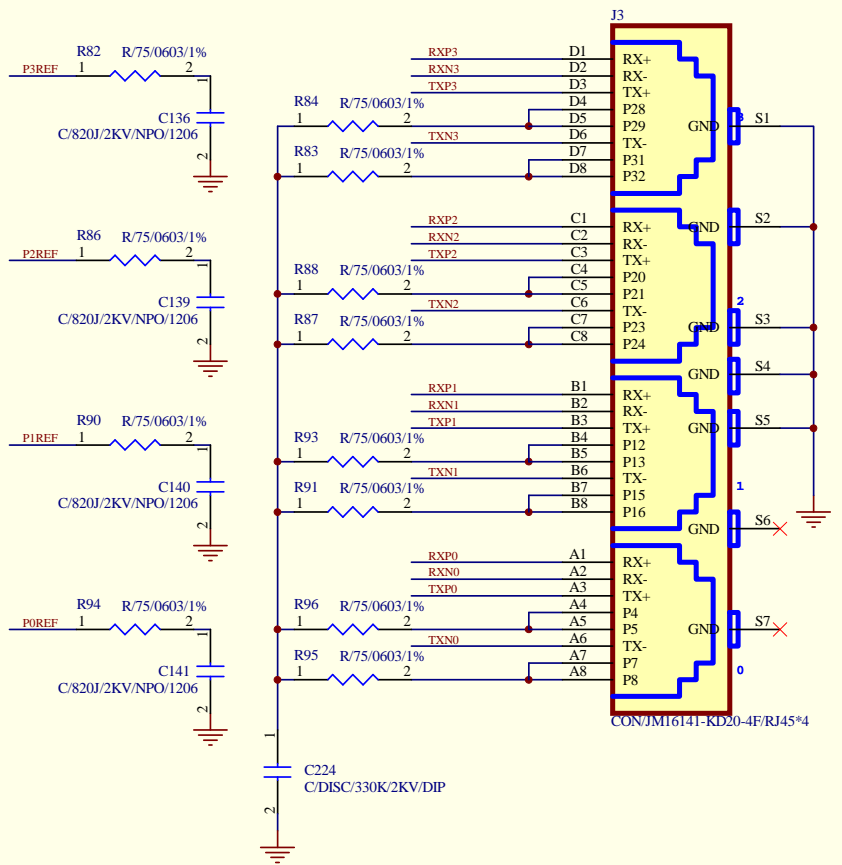 J3
R82 R/75/0603/1%
P3REF 1 2
1
C136
C/820J/2KV/NPO/1206
2
R86 R/75/0603/1%
P2REF 1 2
1
C139
C/820J/2KV/NPO/1206
2
R90 R/75/0603/1%
P1REF 1 2
1
C140
C/820J/2KV/NPO/1206
2
R94 R/75/0603/1%
P0REF 1 2
1
C141
C/820J/2KV/NPO/1206
2
RXP3 D1 RX+
RXN3 D2 RX-
TXP3 D3 TX+
D4 P28
R84 R/75/0603/1%
1 2 D5 P29
TXN3 D6 TX-
D7 P31
R83 R/75/0603/1%
1 2 D8 P32
RXP2 C1 RX+
RXN2 C2 RX-
TXP2 C3 TX+
C4 P20
R88 R/75/0603/1%
1 2 C5 P21
TXN2 C6 TX-
C7 P23
R87 R/75/0603/1%
1 2 C8 P24
RXP1 B1 RX+
RXN1 B2 RX-
TXP1 B3 TX+
B4 P12
R93 R/75/0603/1%
1 2 B5 P13
TXN1 B6 TX-
B7 P15
R91 R/75/0603/1%
1 2 B8 P16
RXP0 A1 RX+
RXN0 A2 RX-
TXP0 A3 TX+
A4 P4
R96 R/75/0603/1%
1 2 A5 P5
TXN0 A6 TX-
A7 P7
R95 R/75/0603/1%
1 2 A8 P8
GND 3 S1
GND S2
2
GND S3
GND S4
GND S5
1
GND S6
GND S7
0
CON/JM16141-KD20-4F/RJ45*4
1
C224
C/DISC/330K/2KV/DIP
2